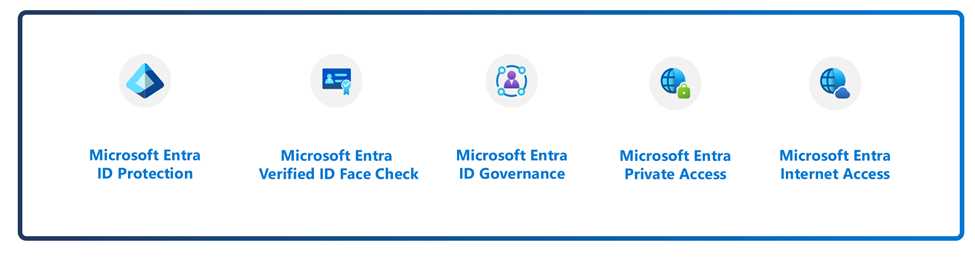 Microsoft Entra
ID Protection
Microsoft Entra
Verified ID Face Check
Microsoft Entra
ID Governance
Microsoft Entra
Private Access
Microsoft Entra
Internet Access